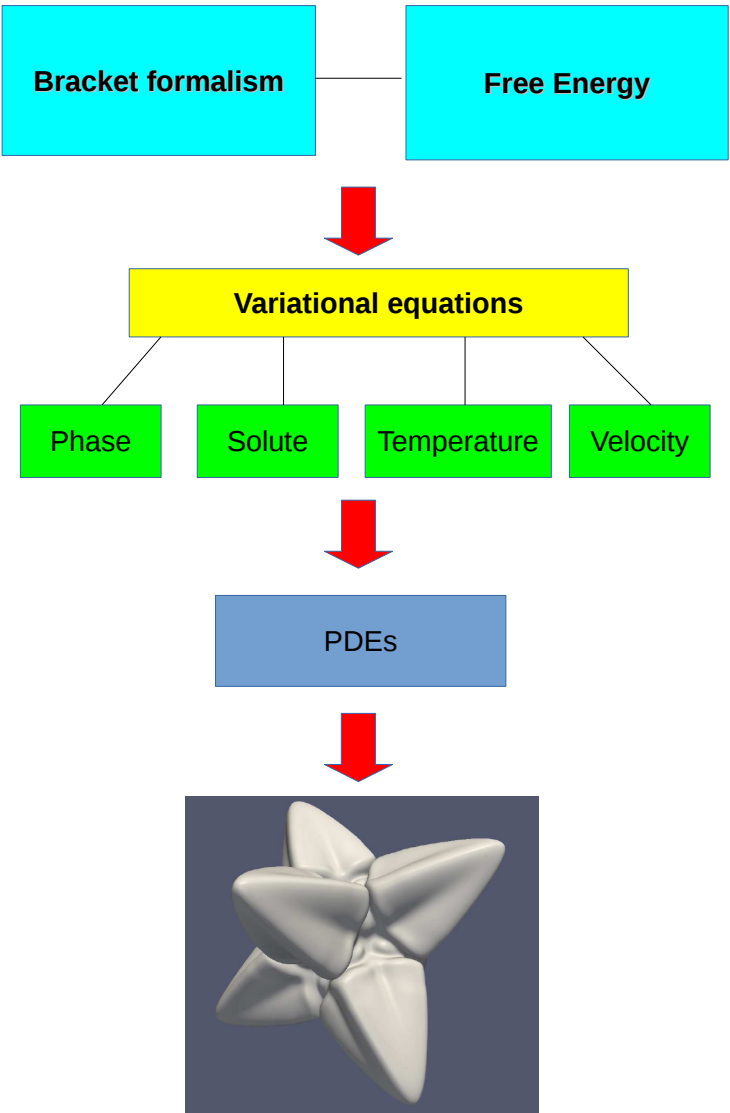 Bracket formalism
Free Energy
Variational equations
Phase
Solute
Temperature
Velocity
PDEs